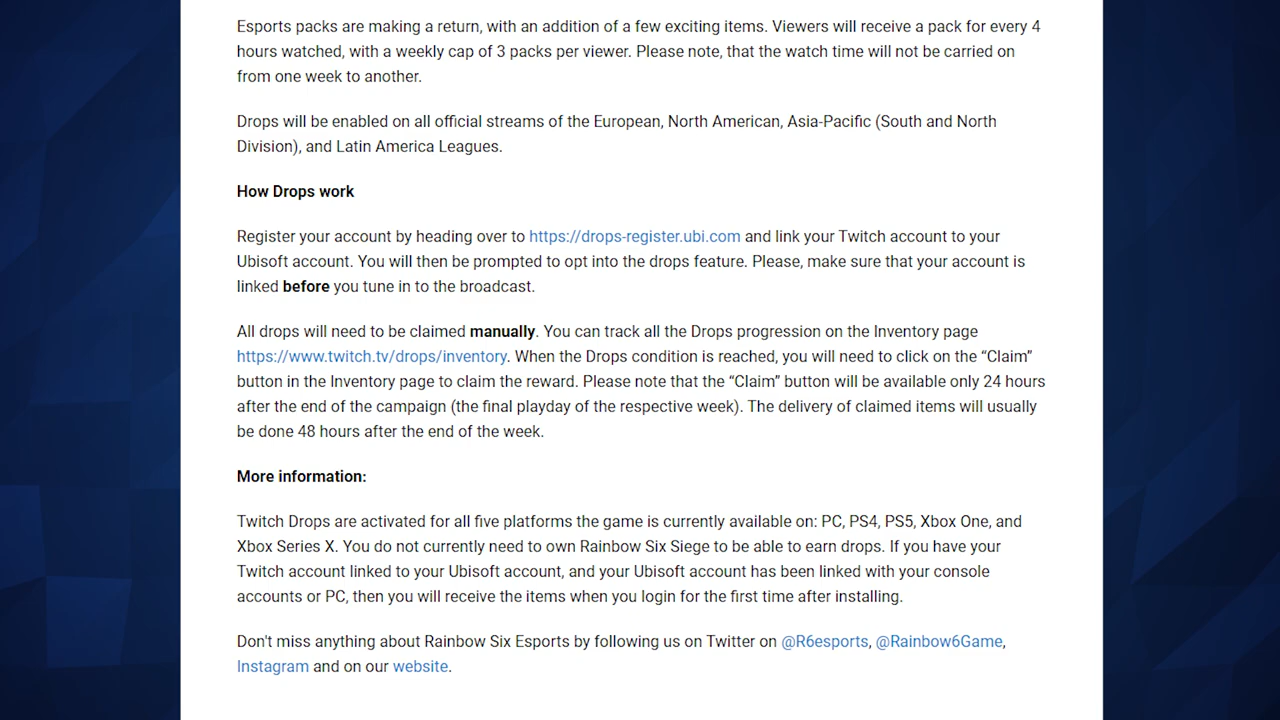 Esports packs are making a return, with an addition of a few exciting items. Viewers will receive a pack for every 4
hours watched, with a weekly cap of 3 packs per viewer. Please note, that the watch time will not be carried on
from one week to another.
Drops will be enabled on all official streams of the European, North American, Asia-Pacific (South and North
Division), and Latin America Leagues.
How Drops work
Register your account by heading over to https://drops-register.ubi.com and link your Twitch account to your
Ubisoft account. You will then be prompted to opt into the drops feature. Please, make sure that your account is
linked before you tune in to the broadcast.
All drops will need to be claimed manually. You can track all the Drops progression on the Inventory page
https://www.twitch.tv/drops/inventory. When the Drops condition is reached, you will need to click on the “Claim”
button in the Inventory page to claim the reward. Please note that the “Claim” button will be available only 24 hours
after the end of the campaign (the final playday of the respective week). The delivery of claimed items will usually
be done 48 hours after the end of the week.
More information:
Twitch Drops are activated for all five platforms the game is currently available on: PC, PS4, PS5, Xbox One, and
Xbox Series X. You do not currently need to own Rainbow Six Siege to be able to earn drops. If you have your
Twitch account linked to your Ubisoft account, and your Ubisoft account has been linked with your console
accounts or PC, then you will receive the items when you login for the first time after installing.
Don't miss anything about Rainbow Six Esports by following us on Twitter on @R6esports, @Rainbow6Game,
Instagram and on our website.